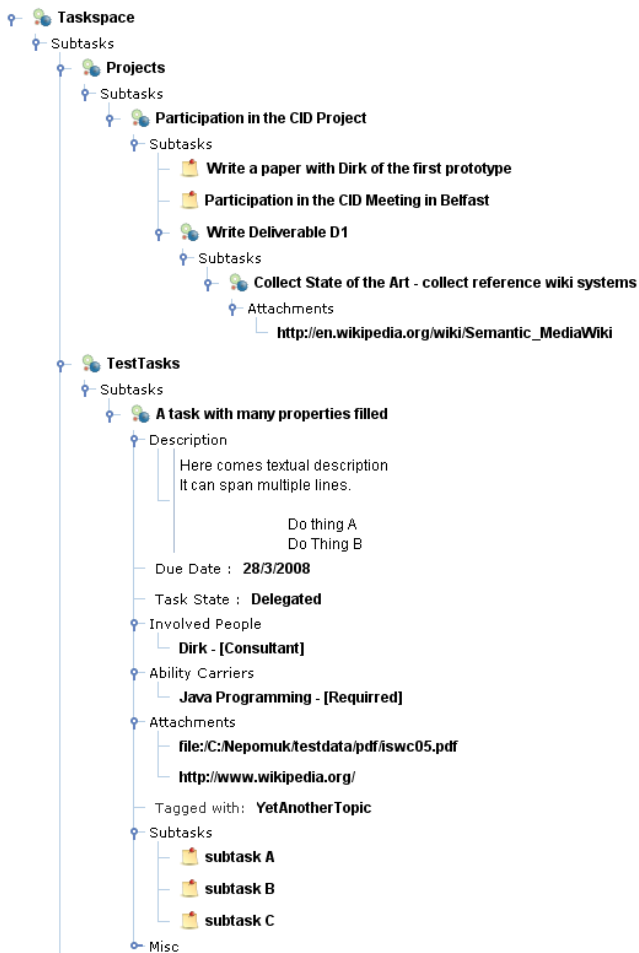 Taskspace
Subtasks
Projects
Subtasks
Participation in the CID Project
Subtasks
Write a paper with Dirk of the first prototype
Participation in the CID Meeting in Belfast
Write Deliverable D1
Subtasks
Collect State of the Art - collect reference wiki systems
Attachments
http://en.wikipedia.org/wiki/Semantic_MediaWiki
TestTasks
Subtasks
A task with many properties filled
Description
Here comes textual description
It can span multiple lines.
Do thing A
Do Thing B
Due Date : 28/3/2008
Task State : Delegated
Involved People
Dirk - [Consultant]
Ability Carriers
Java Programming - [Requirred]
Attachments
file:/C:/Nepomuk/testdata/pdf/iswc05.pdf
http://www.wikipedia.org/
Tagged with: YetAnotherTopic
Subtasks
subtask A
subtask B
subtask C
Misc